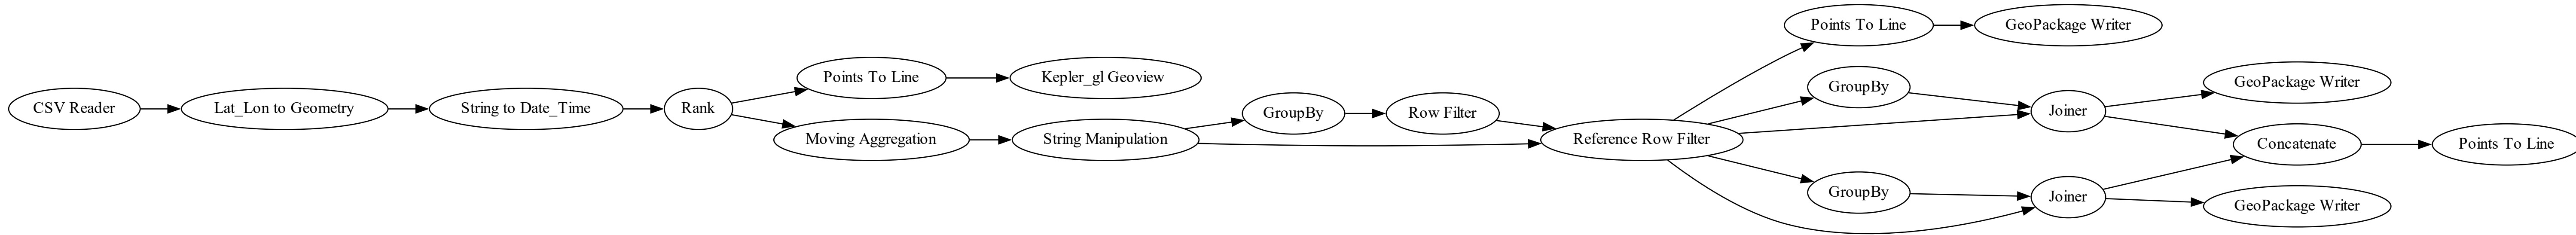 CSV Reader
Lat_Lon to Geometry
String to Date_Time
Rank
Points To Line
Kepler_gl Geoview
Moving Aggregation
String Manipulation
GroupBy
Row Filter
Reference Row Filter
Points To Line
GeoPackage Writer
GroupBy
Joiner
GeoPackage Writer
Concatenate
Points To Line
GroupBy
Joiner
GeoPackage Writer